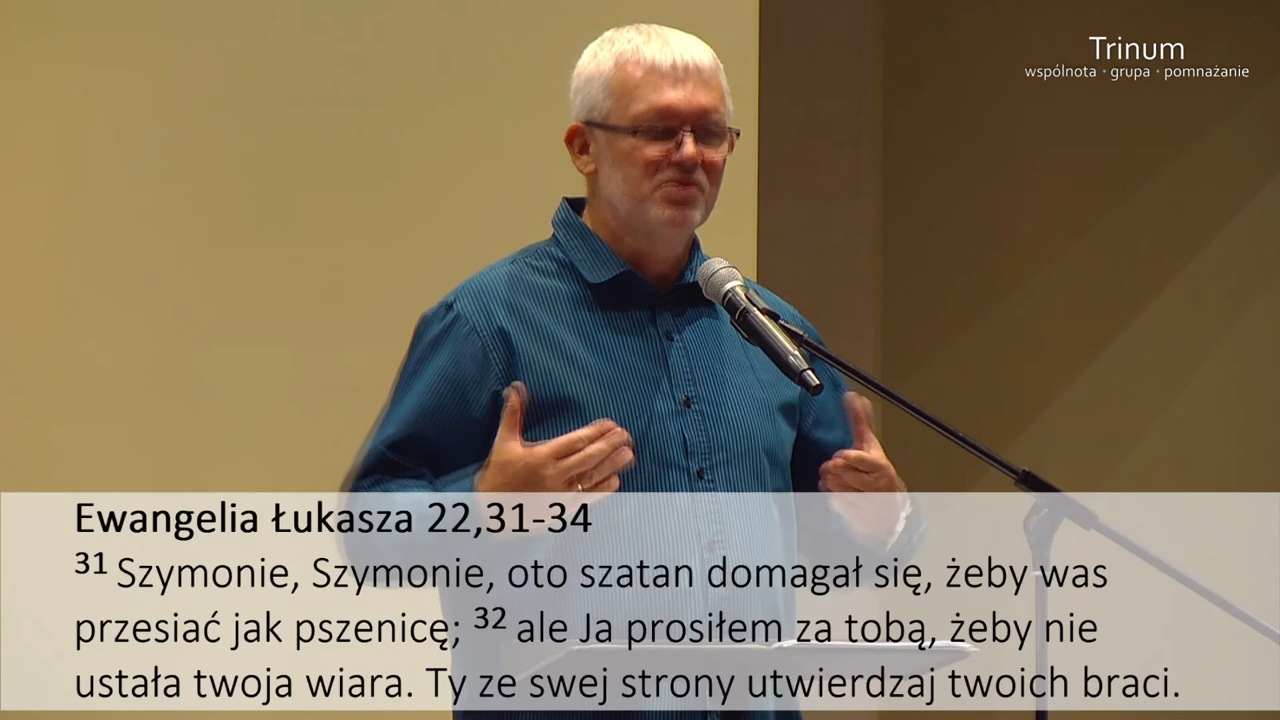 Trinum
wspólnota • grupa • pomnażanie
Ewangelia Łukasza 22,31-34
31 Szymonie, Szymonie, oto szatan domagał się, żeby was
przesiać jak pszenicę; 32 ale Ja prosiłem za tobą, żeby nie
ustała twoja wiara. Ty ze swej strony utwierdzaj twoich braci.